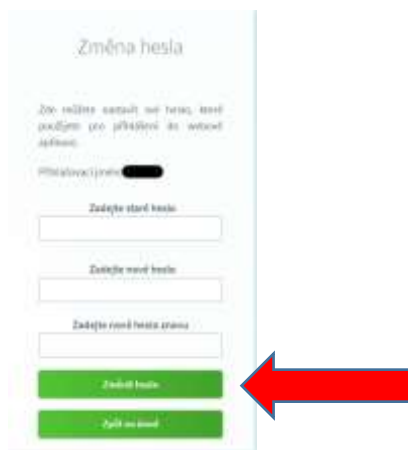 Změna hesla
Zde můžete nastavit své heslo, které
použijete pro přihlášení do webové
aplikace.
Přihlašovací jméno
Zadejte staré heslo
Zadejte nové heslo
Zadejte nové heslo znovu
Změnit heslo
Zpět na úvod